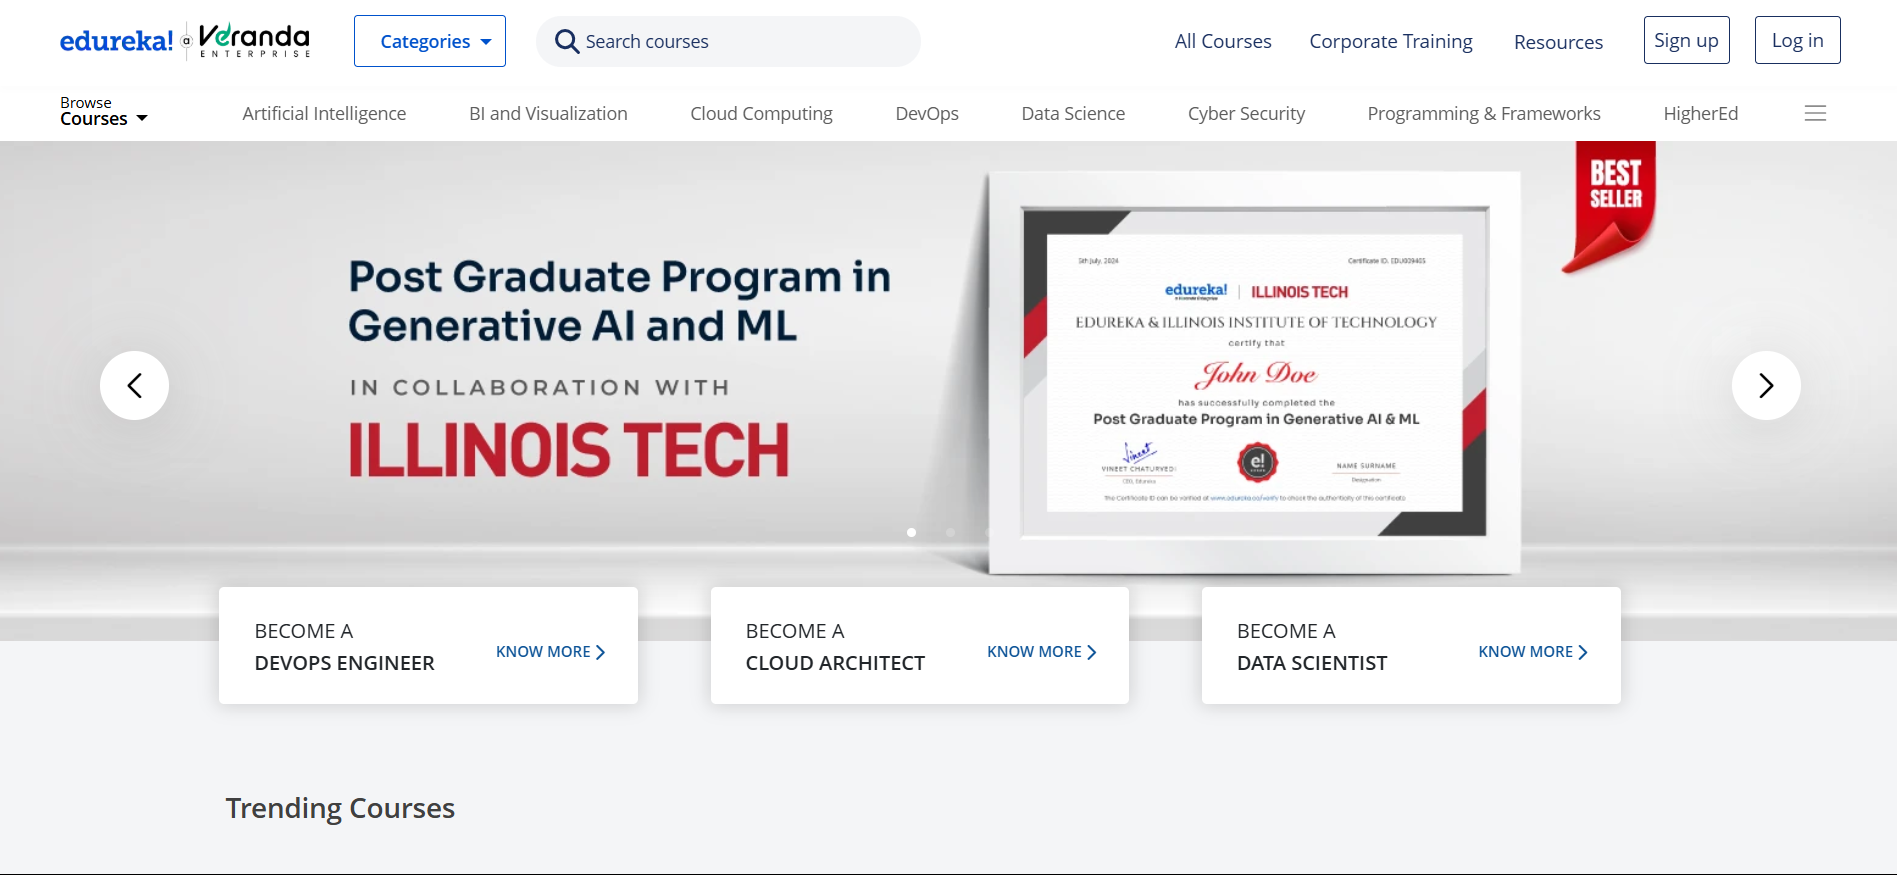 edureka! a Veranda
ENTERPRISE
Categories
Search courses
All Courses
Corporate Training
Resources
Sign up
Log in
Browse
Courses
Artificial Intelligence
BI and Visualization
Cloud Computing
DevOps
Data Science
Cyber Security
Programming & Frameworks
HigherEd
BEST
SELLER
Post Graduate Program in
Generative AI and ML
IN COLLABORATION WITH
ILLINOIS TECH
5th July, 2024
Certificate ID: EDU009405
edureka! ILLINOIS TECH
a Veranda Enterprise
EDUREKA & ILLINOIS INSTITUTE OF TECHNOLOGY
certify that
John Doe
has successfully completed the
Post Graduate Program in Generative AI & ML
Vineet
e!
VINEET CHATURVEDI
CEO, Edureka
NAME SURNAME
Designation
The Certificate ID can be verified at www.edureka.co/verify to check the authenticity of this certificate
BECOME A
DEVOPS ENGINEER
KNOW MORE
BECOME A
CLOUD ARCHITECT
KNOW MORE
BECOME A
DATA SCIENTIST
KNOW MORE
Trending Courses